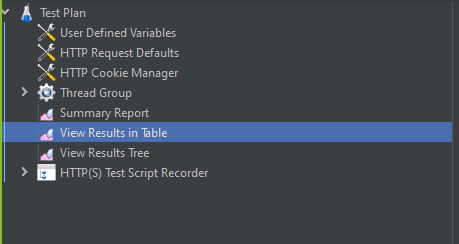 Test Plan
User Defined Variables
HTTP Request Defaults
HTTP Cookie Manager
Thread Group
Summary Report
View Results in Table
View Results Tree
HTTP(S) Test Script Recorder